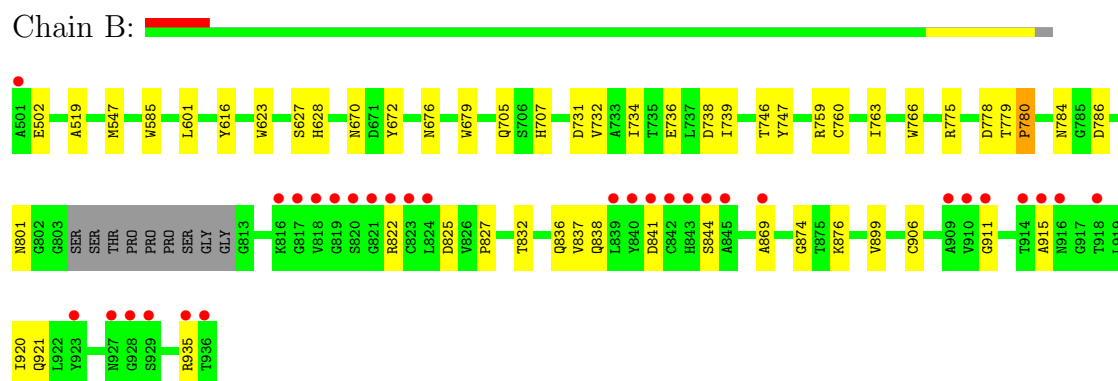 Chain B:
A501 E502 A519 M547 W585 L601 Y616 W623 S627 H628 N670 D671 Y672 N676 W679 Q705 S706 H707 D731 V732 A733 I734 T735 E736 L737 D738 I739 T746 Y747 R759 C760 I763 W766 R775 D778 T779 P780 N784 G785 D786
N801 G802 G803 SER SER THR PRO PRO PRO SER GLY GLY G813 K816 G817 V818 G819 S820 G821 R822 C823 L824 D825 V826 P827 T832 Q836 V837 Q838 L839 Y840 D841 C842 H843 S844 A845 A869 G874 T875 K876 V899 C906 A909 V910 G911 T914 A915 N916 G917 T918
I920 Q921 L922 Y923 N927 G928 S929 R935 T936